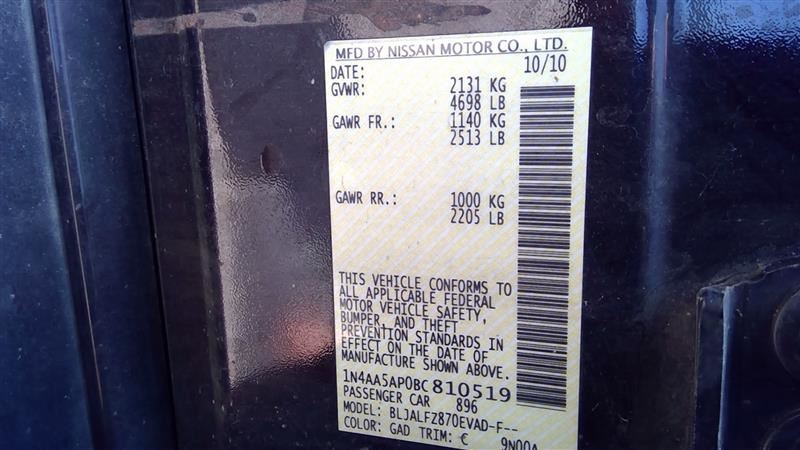 MFD BY NISSAN MOTOR CO., LTD.
DATE: 10/10
GVWR: 2131 KG
4698 LB
GAWR FR.: 1140 KG
2513 LB
GAWR RR.: 1000 KG
2205 LB
THIS VEHICLE CONFORMS TO
ALL APPLICABLE FEDERAL
MOTOR VEHICLE SAFETY,
BUMPER, AND THEFT
PREVENTION STANDARDS IN
EFFECT ON THE DATE OF
MANUFACTURE SHOWN ABOVE.
1N4AA5AP0BC810519
PASSENGER CAR 896
MODEL: BLJALFZ870EVAD-F--
COLOR: GAD TRIM: C 9N00A